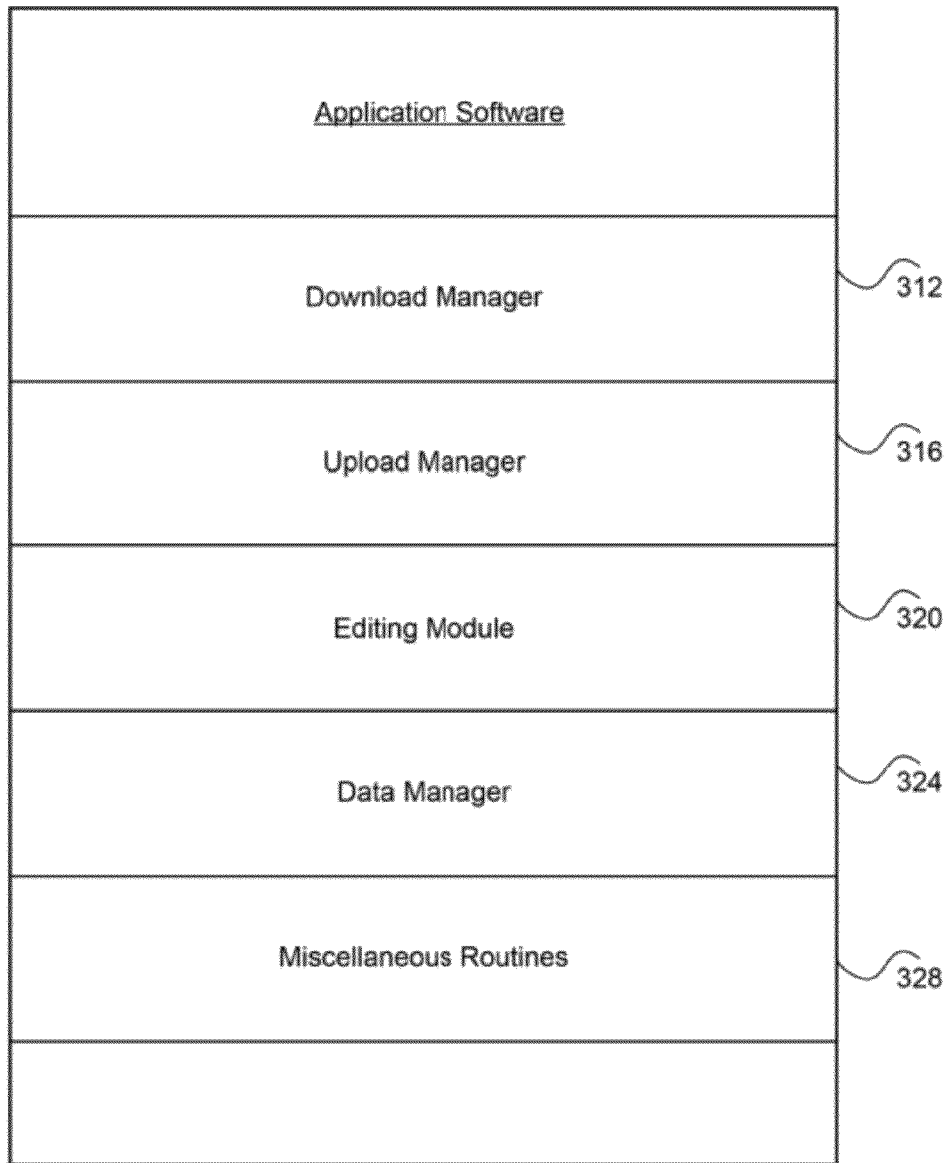 Application Software
Download Manager
312
Upload Manager
316
Editing Module
320
Data Manager
324
Miscellaneous Routines
328